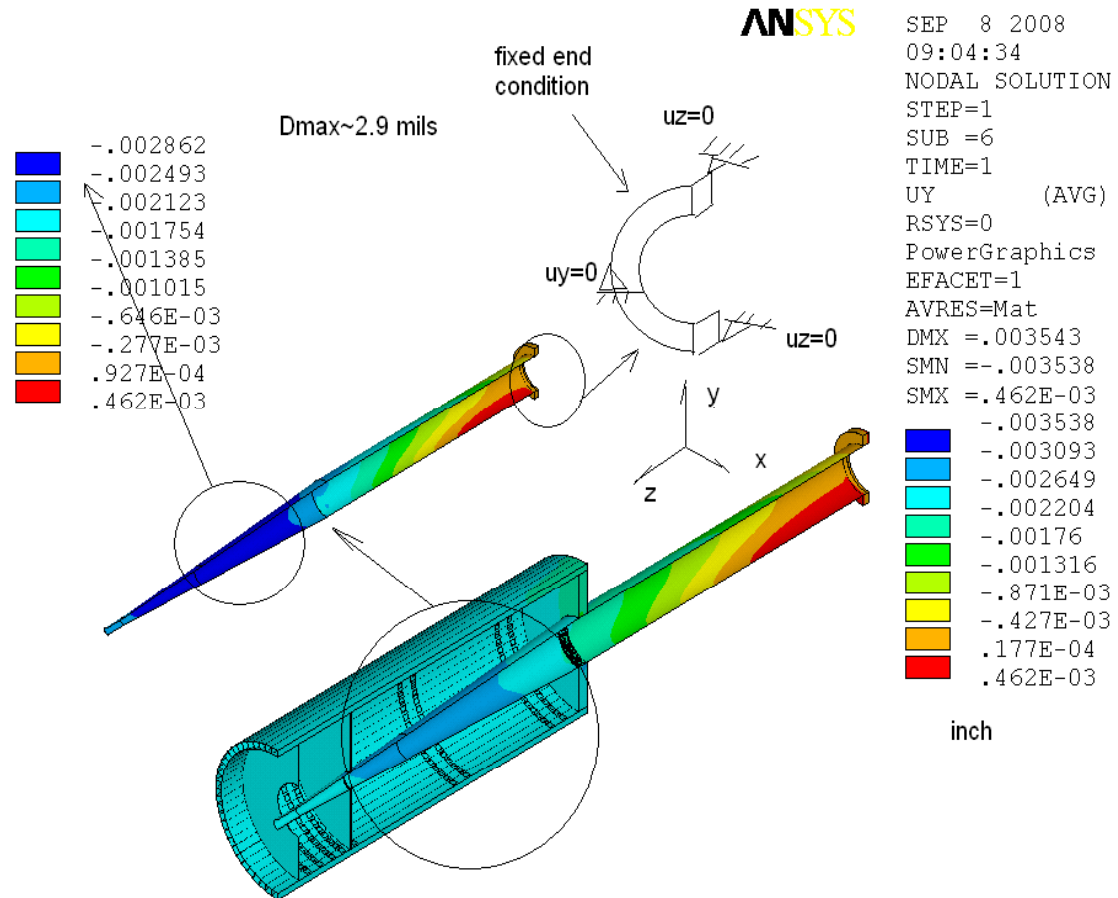 ANSYS
SEP 8 2008
09:04:34
NODAL SOLUTION
STEP=1
SUB =6
TIME=1
UY (AVG)
RSYS=0
PowerGraphics
EFACET=1
AVRES=Mat
DMX =.003543
SMN =-.003538
SMX =.462E-03
-.003538
-.003093
-.002649
-.002204
-.00176
-.001316
-.871E-03
-.427E-03
.177E-04
.462E-03
inch
fixed end
condition
Dmax~2.9 mils
uz=0
uy=0
uz=0
y
x
z
-.002862
-.002493
-.002123
-.001754
-.001385
-.001015
-.646E-03
-.277E-03
.927E-04
.462E-03